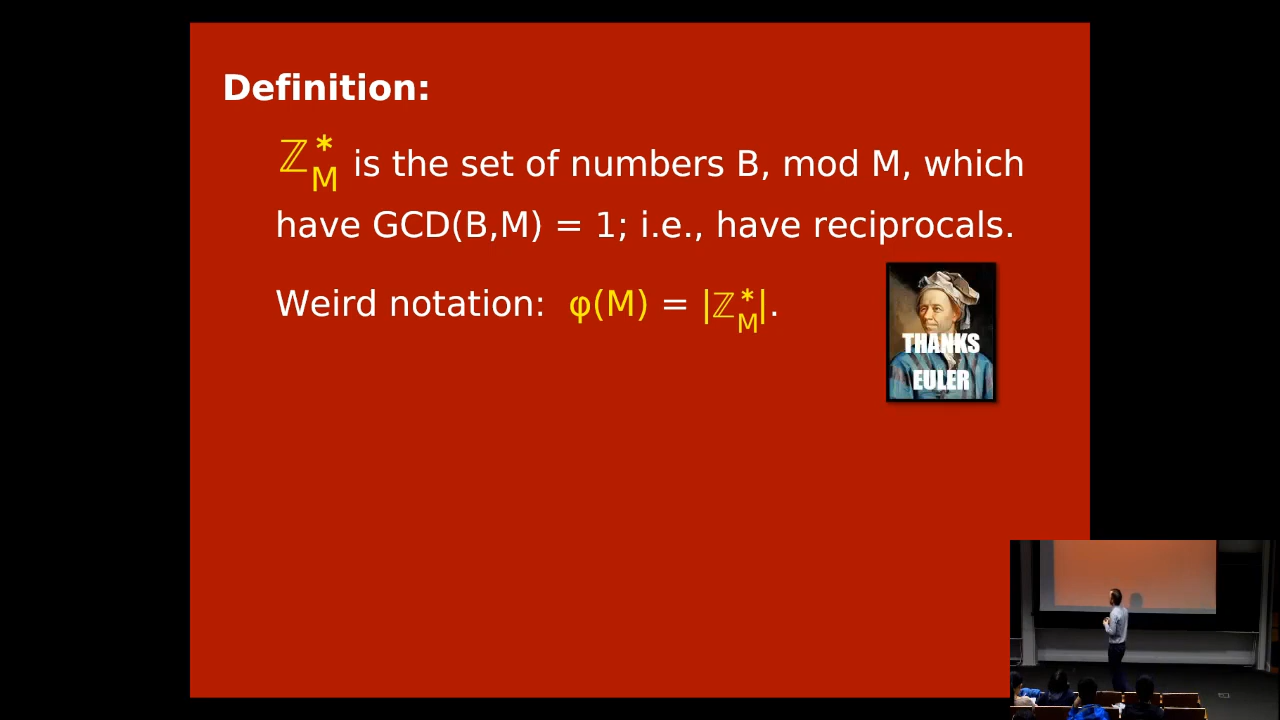 Definition:
ℤ*M is the set of numbers B, mod M, which
have GCD(B,M) = 1; i.e., have reciprocals.
Weird notation: φ(M) = |ℤ*M|.
THANKS
EULER